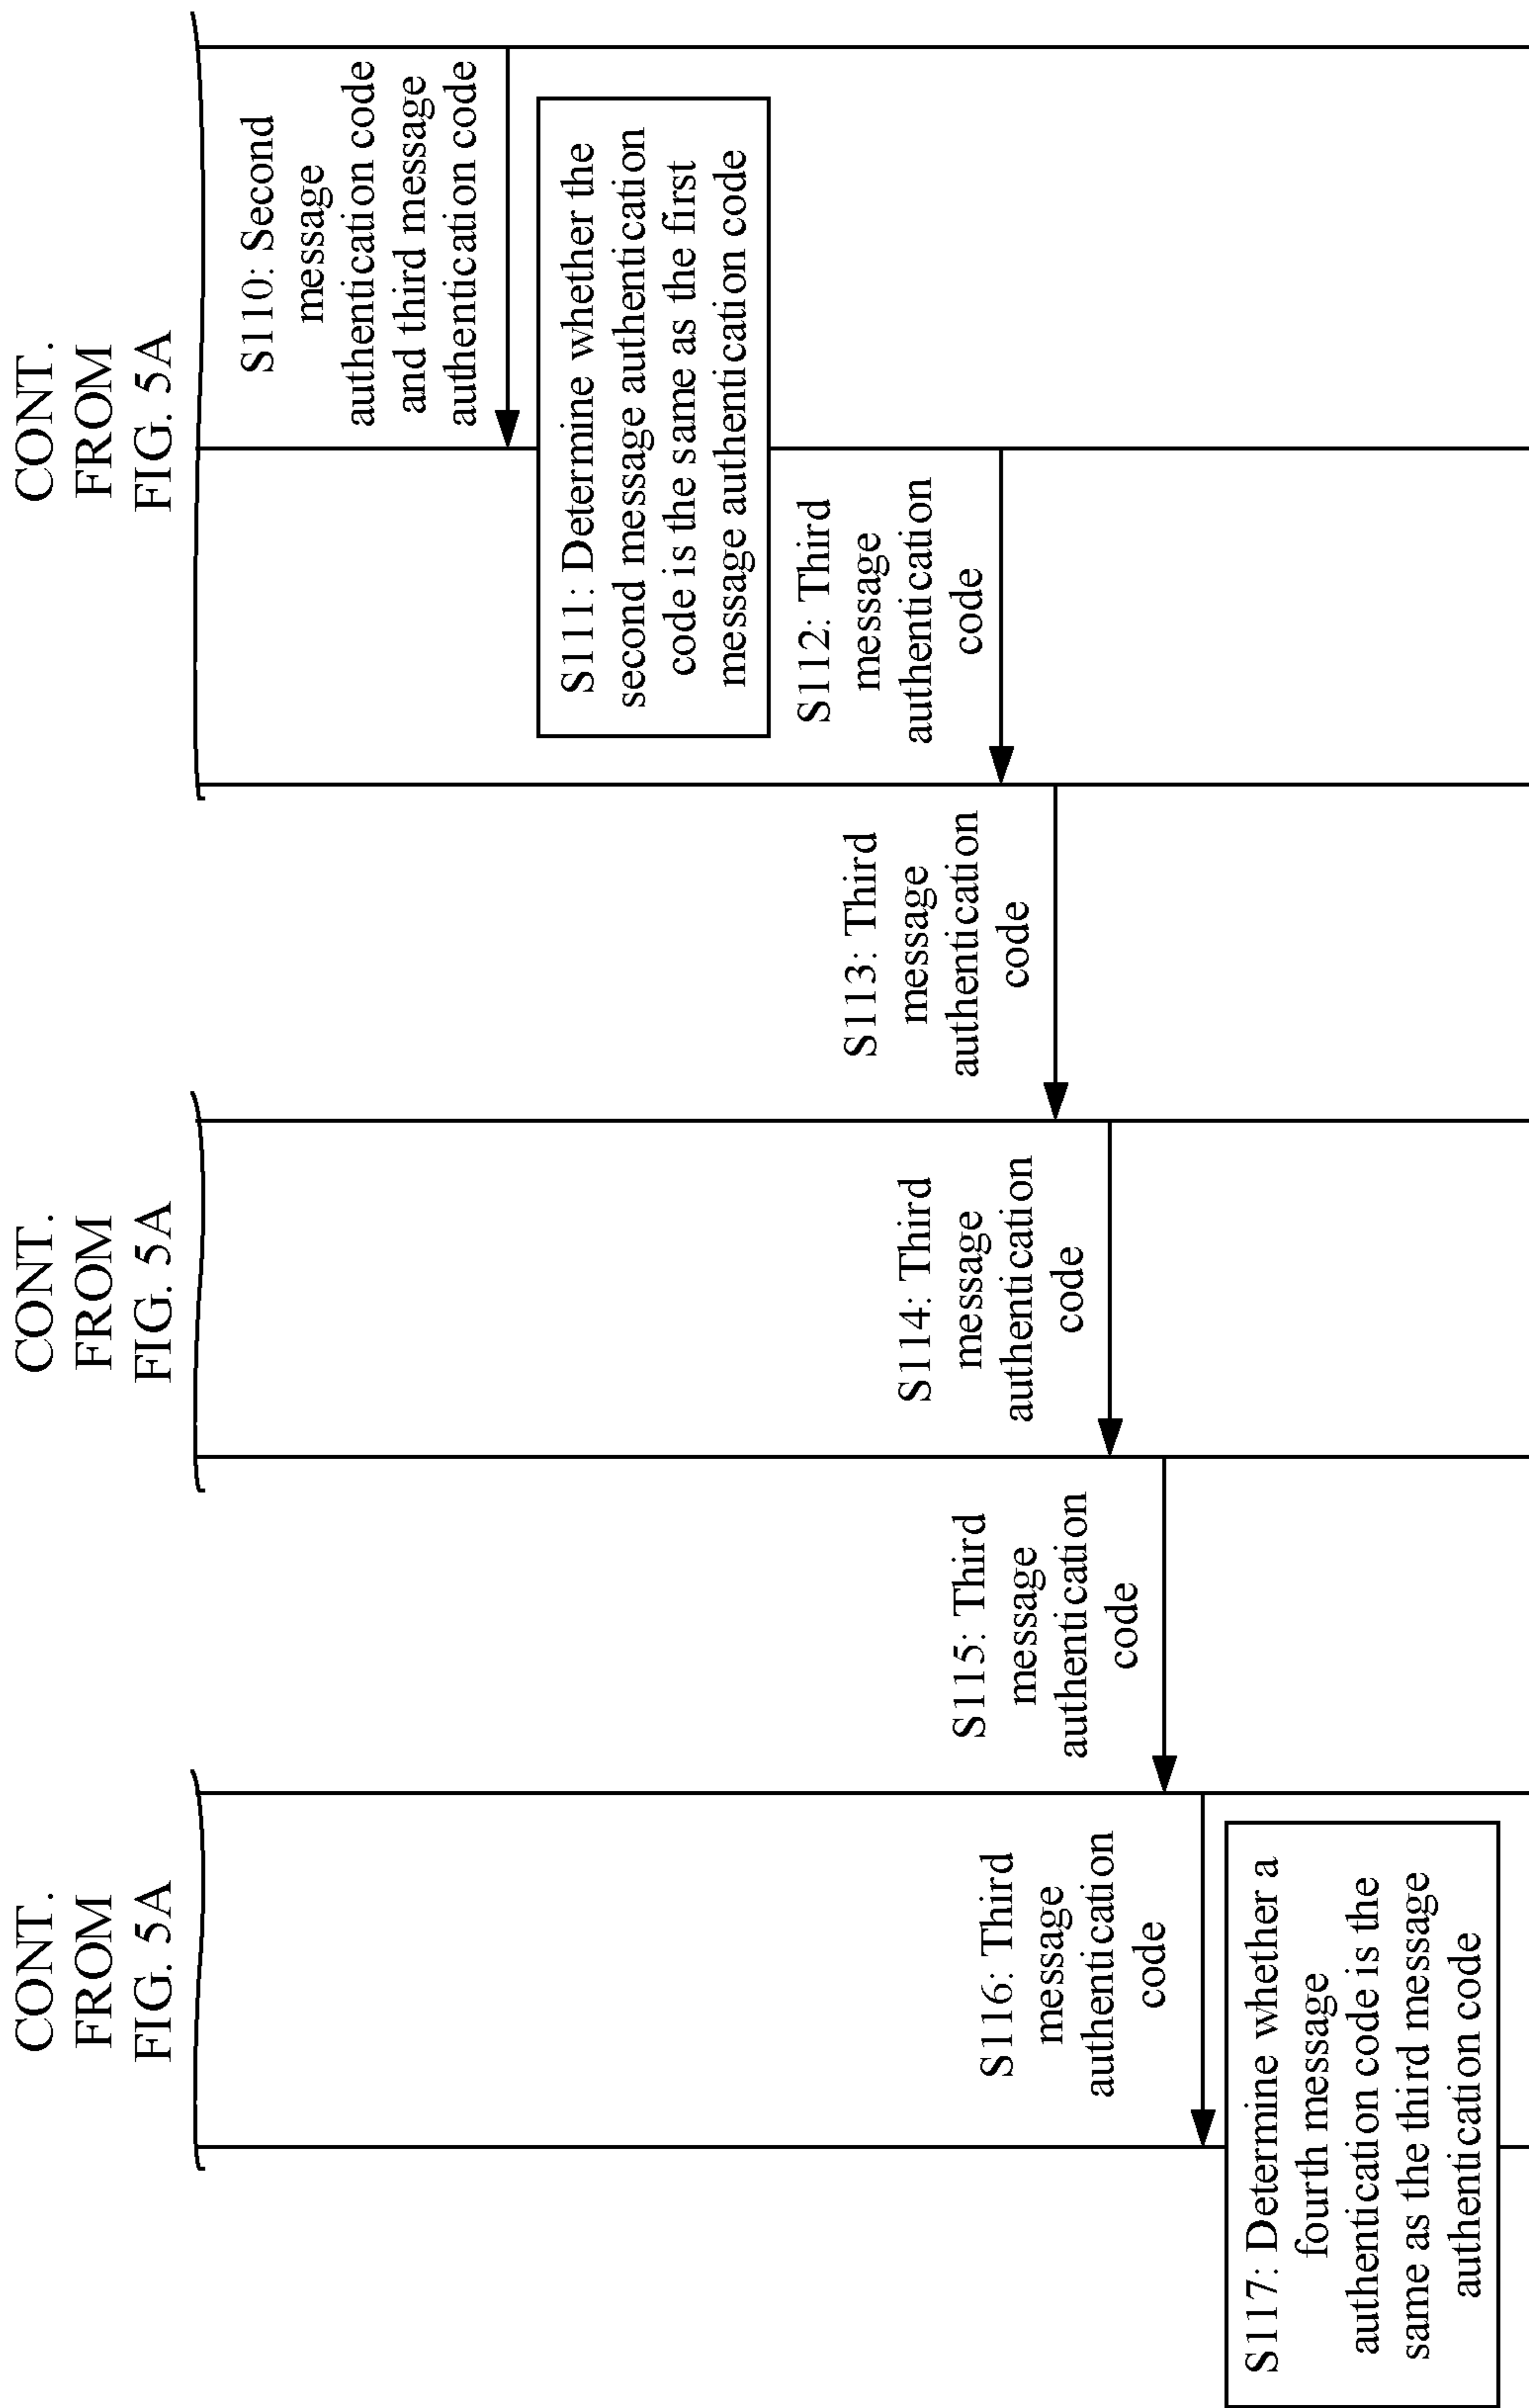 CONT.
FROM
FIG. 5A
CONT.
FROM
FIG. 5A
CONT.
FROM
FIG. 5A
S110: Second
message
authentication code
and third message
authentication code
S111: Determine whether the
second message authentication
code is the same as the first
message authentication code
S112: Third
message
authentication
code
S113: Third
message
authentication
code
S114: Third
message
authentication
code
S115: Third
message
authentication
code
S116: Third
message
authentication
code
S117: Determine whether a
fourth message
authentication code is the
same as the third message
authentication code